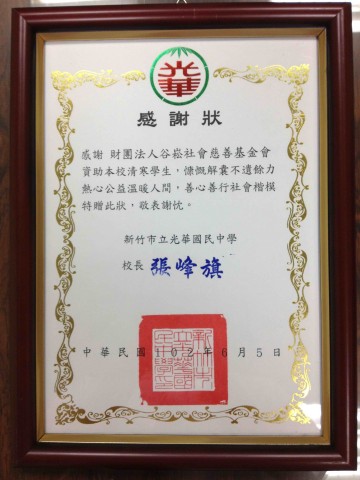 光華
感謝狀
感謝 財團法人谷崧社會慈善基金會
資助本校清寒學生，慷慨解囊不遺餘力
熱心公益溫暖人間，善心善行社會楷模
特贈此狀，敬表謝忱。
新竹市立光華國民中學
校長 張峰旗
中華民國102年6月5日